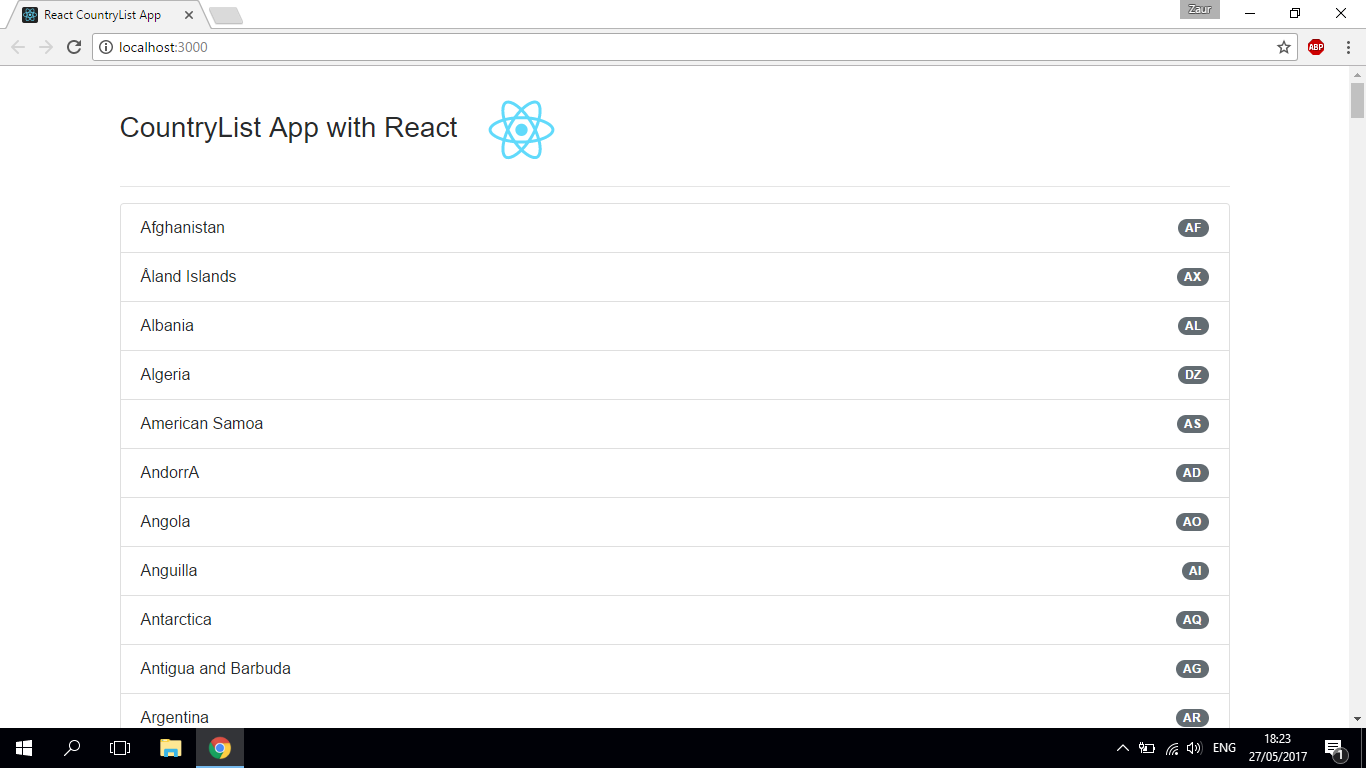 React CountryList App
Zaur
localhost:3000
ABP
CountryList App with React
Afghanistan AF
Åland Islands AX
Albania AL
Algeria DZ
American Samoa AS
AndorrA AD
Angola AO
Anguilla AI
Antarctica AQ
Antigua and Barbuda AG
Argentina AR
ENG
18:23
27/05/2017
1